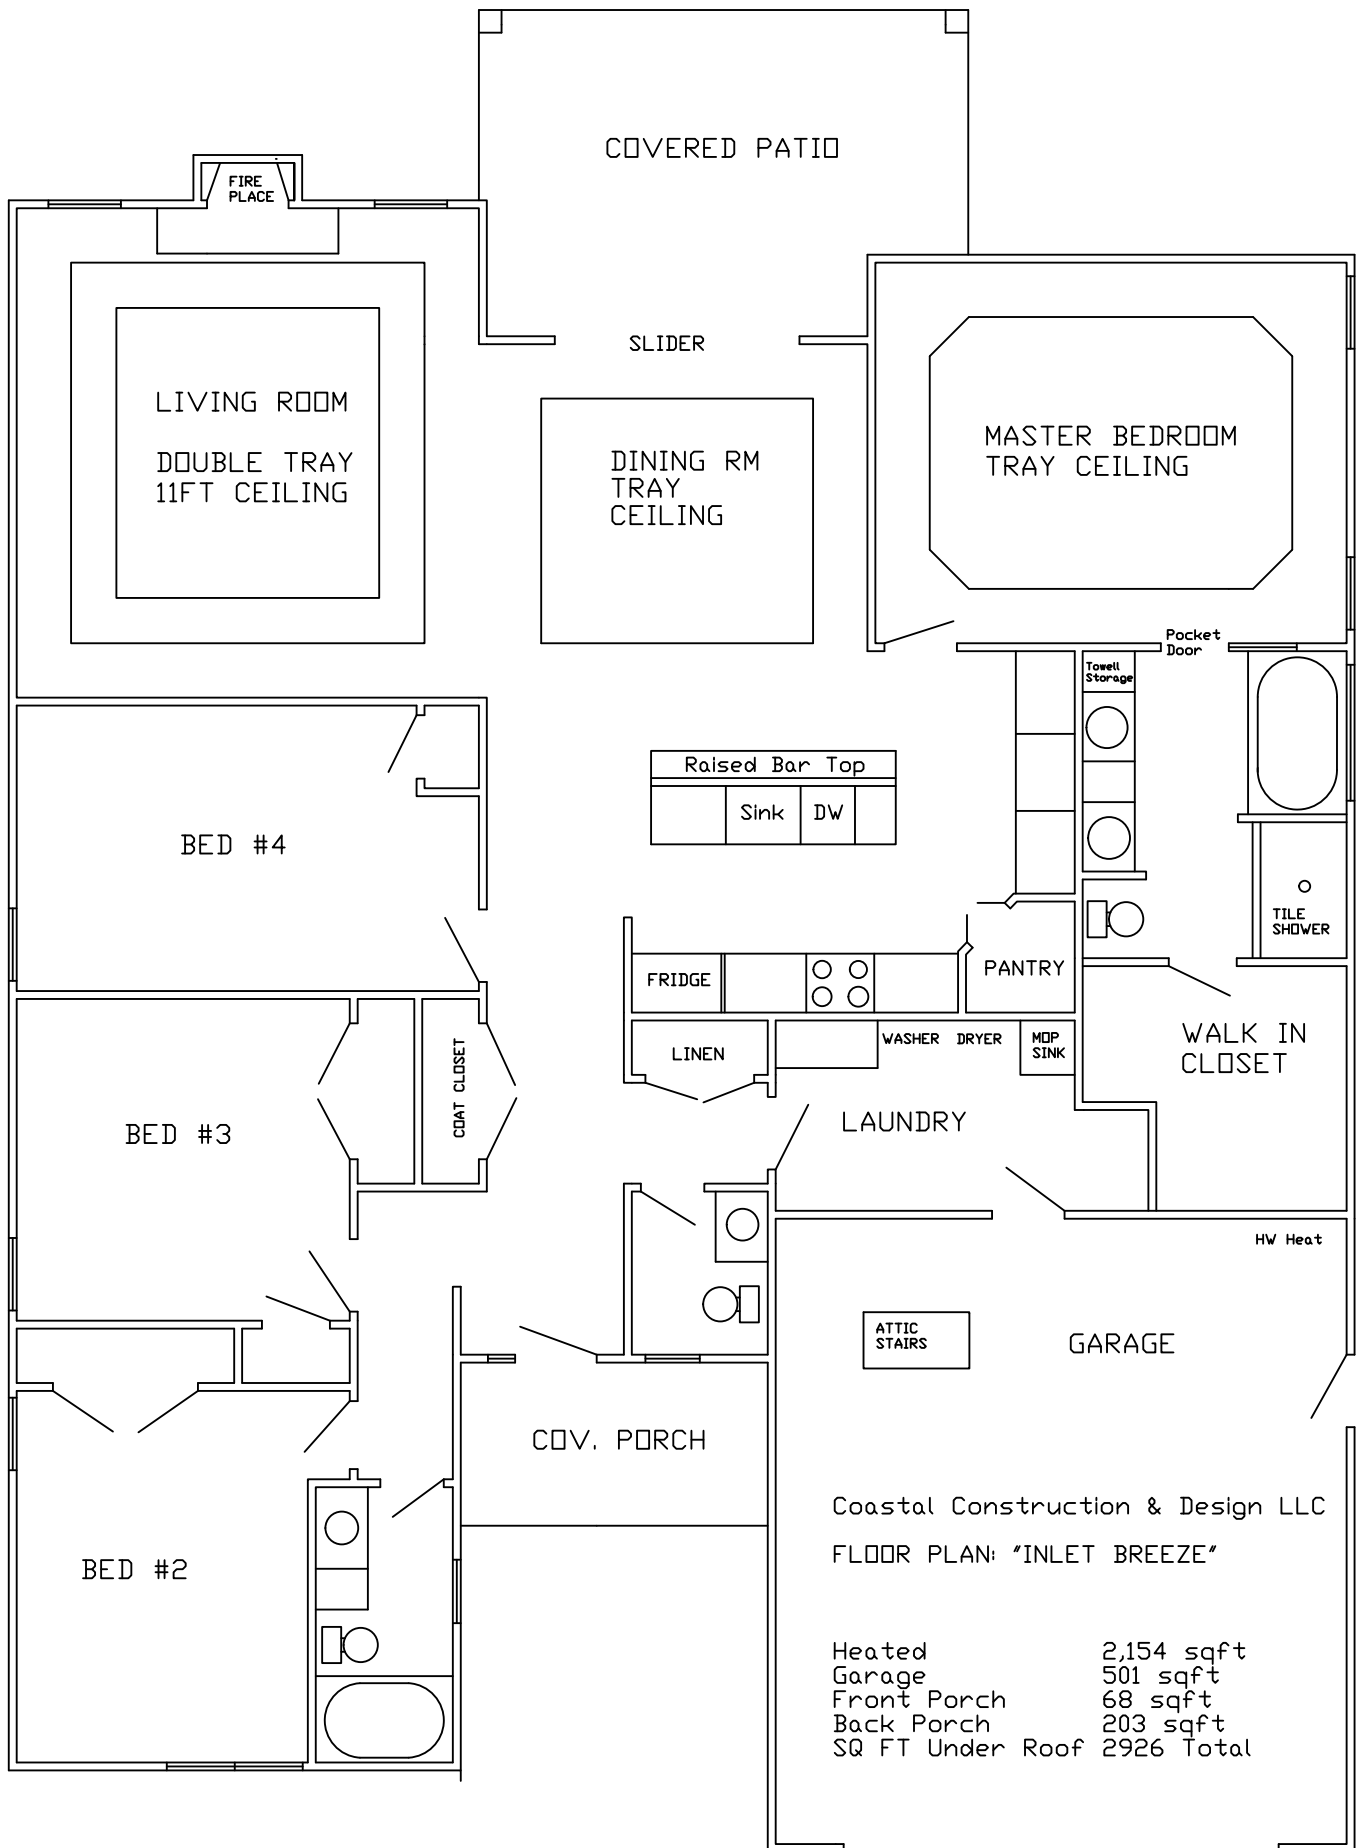 COVERED PATIO
FIRE
PLACE
SLIDER
LIVING ROOM
DOUBLE TRAY
11FT CEILING
DINING RM
TRAY
CEILING
MASTER BEDROOM
TRAY CEILING
Pocket
Door
Towell
Storage
Raised Bar Top
Sink
DW
BED #4
TILE
SHOWER
FRIDGE
PANTRY
LINEN
WASHER
DRYER
MOP
SINK
WALK IN
CLOSET
COAT CLOSET
BED #3
LAUNDRY
HW Heat
ATTIC
STAIRS
GARAGE
COV. PORCH
BED #2
Coastal Construction & Design LLC
FLOOR PLAN: "INLET BREEZE"
Heated 2,154 sqft
Garage 501 sqft
Front Porch 68 sqft
Back Porch 203 sqft
SQ FT Under Roof 2926 Total